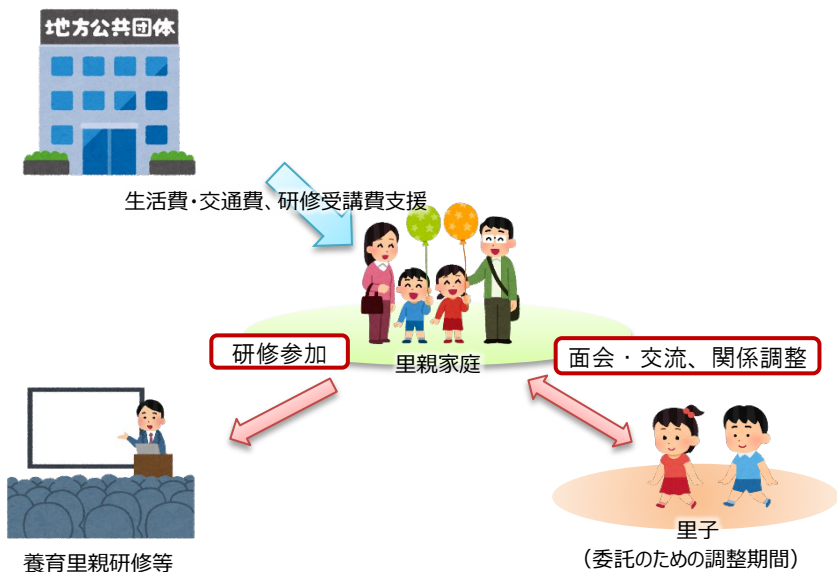 地方公共団体
生活費・交通費、研修受講費支援
研修参加
里親家庭
面会・交流、関係調整
里子
（委託のための調整期間）
養育里親研修等